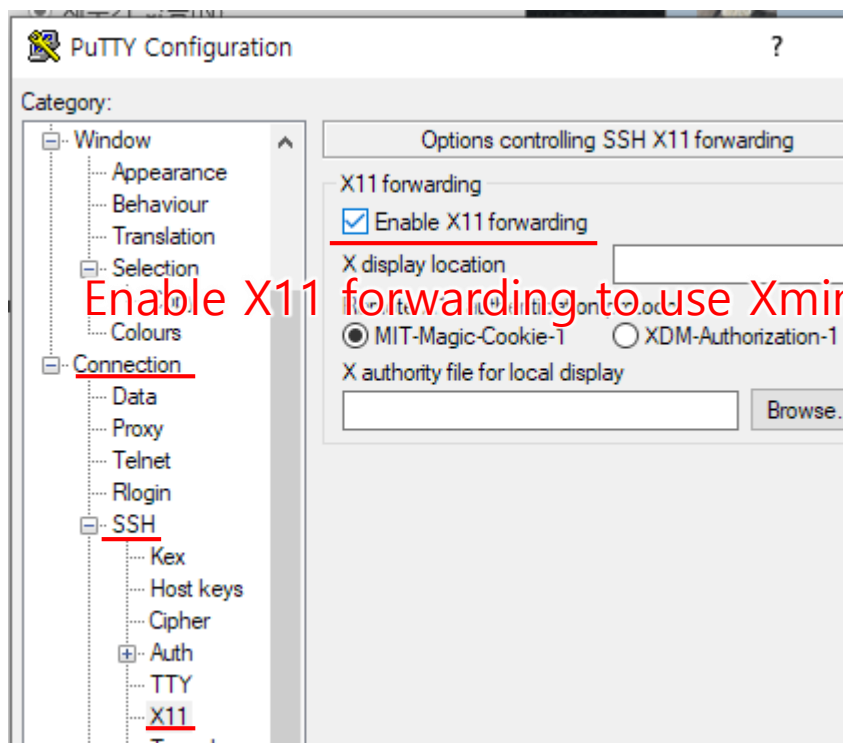 PuTTY Configuration
?
Category:
Window
Appearance
Behaviour
Translation
Selection
Colours
Connection
Data
Proxy
Telnet
Rlogin
SSH
Kex
Host keys
Cipher
Auth
TTY
X11
Options controlling SSH X11 forwarding
X11 forwarding
Enable X11 forwarding
X display location
Enable X11 forwarding to use Xmin
MIT-Magic-Cookie-1 XDM-Authorization-1
X authority file for local display
Browse.